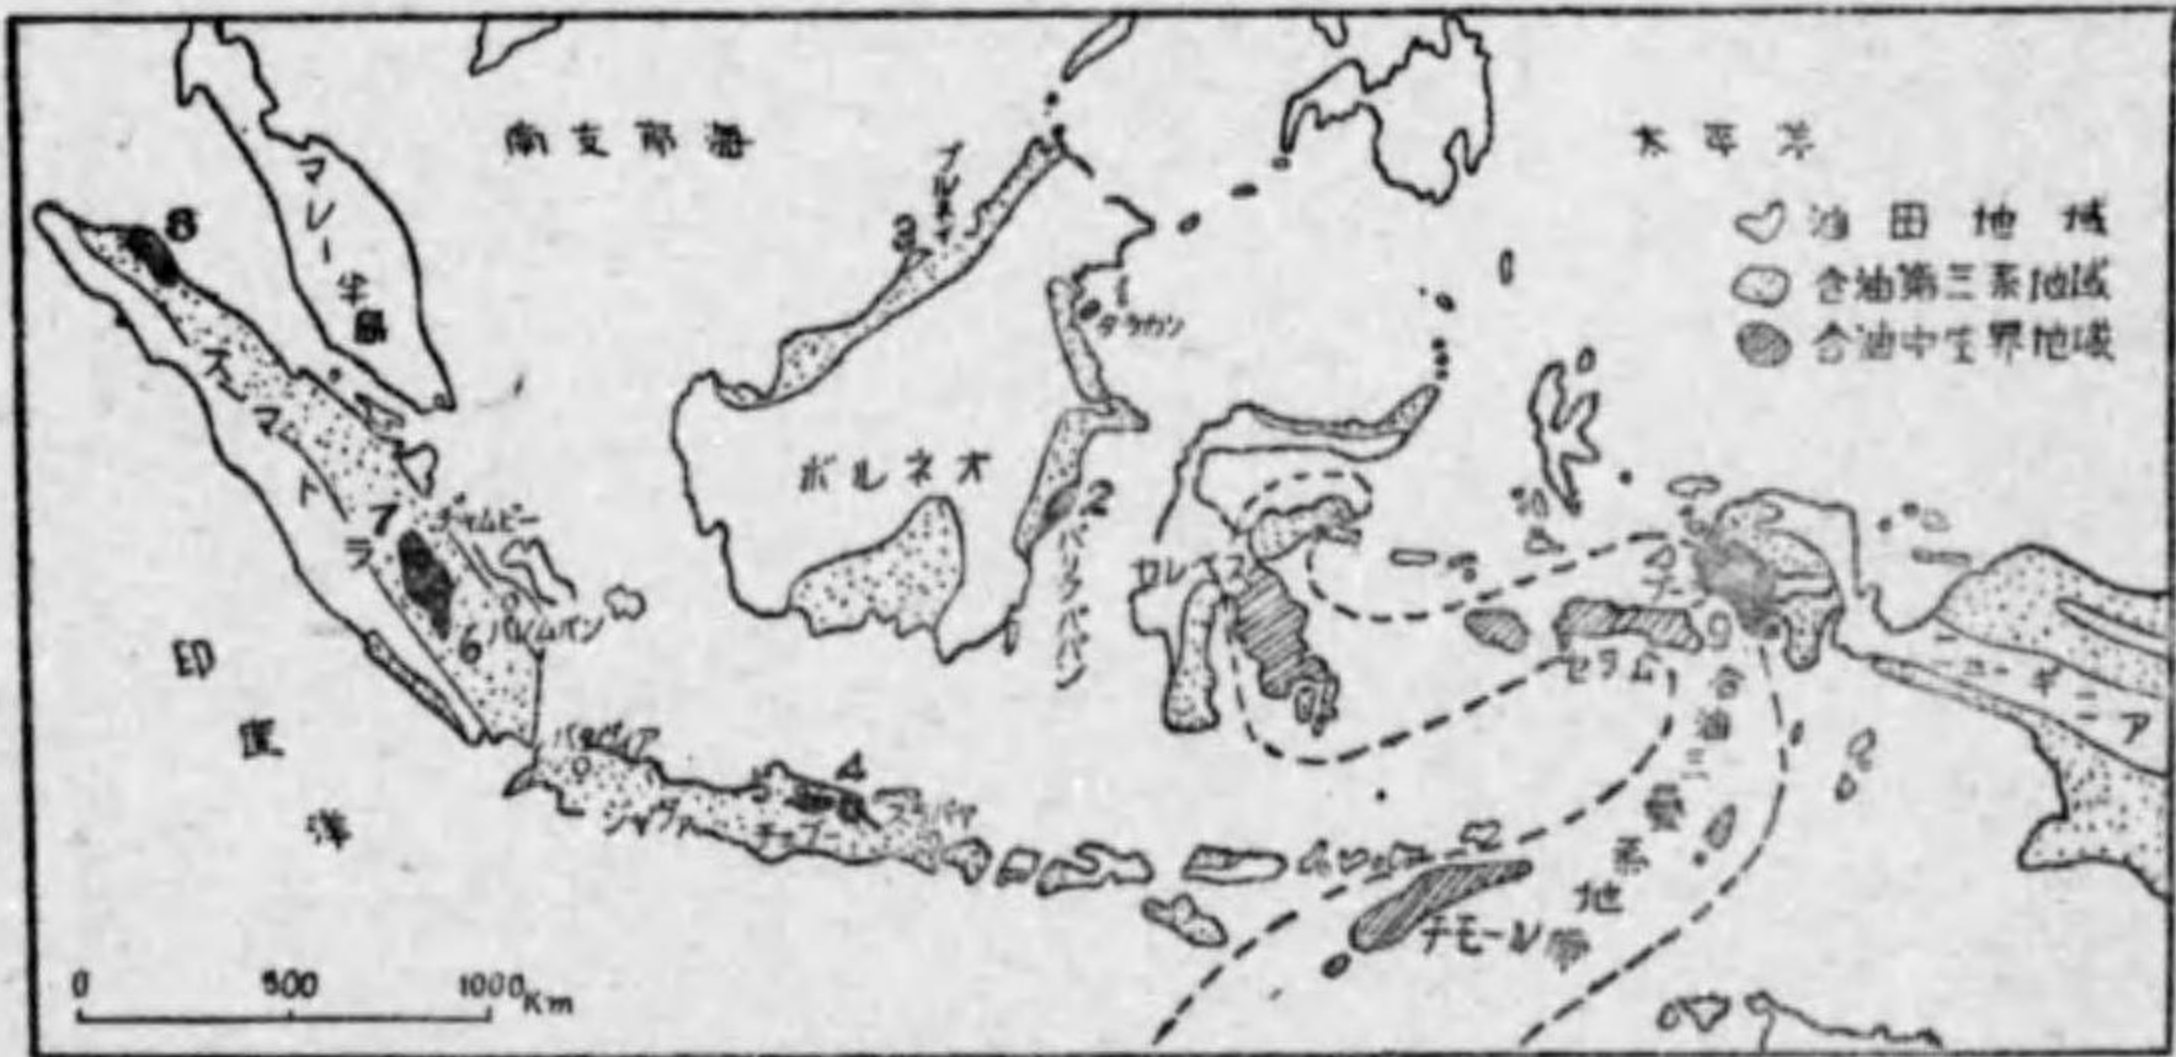 南支那海
太平洋
油田地域
含油第三系地域
含油中生界地域
マレー半島
8
スマトラ
7
チャムビー
6
パレムバン
3
ブルネイ
1
タラカン
ボルネオ
2
バリクパパン
セレベス
9
セラム
ニューギニア
含油三畳系地帯
チモール
印度洋
バタヴィア
ジャヴァ
チェプー
4
スラバヤ
0 500 1000Km